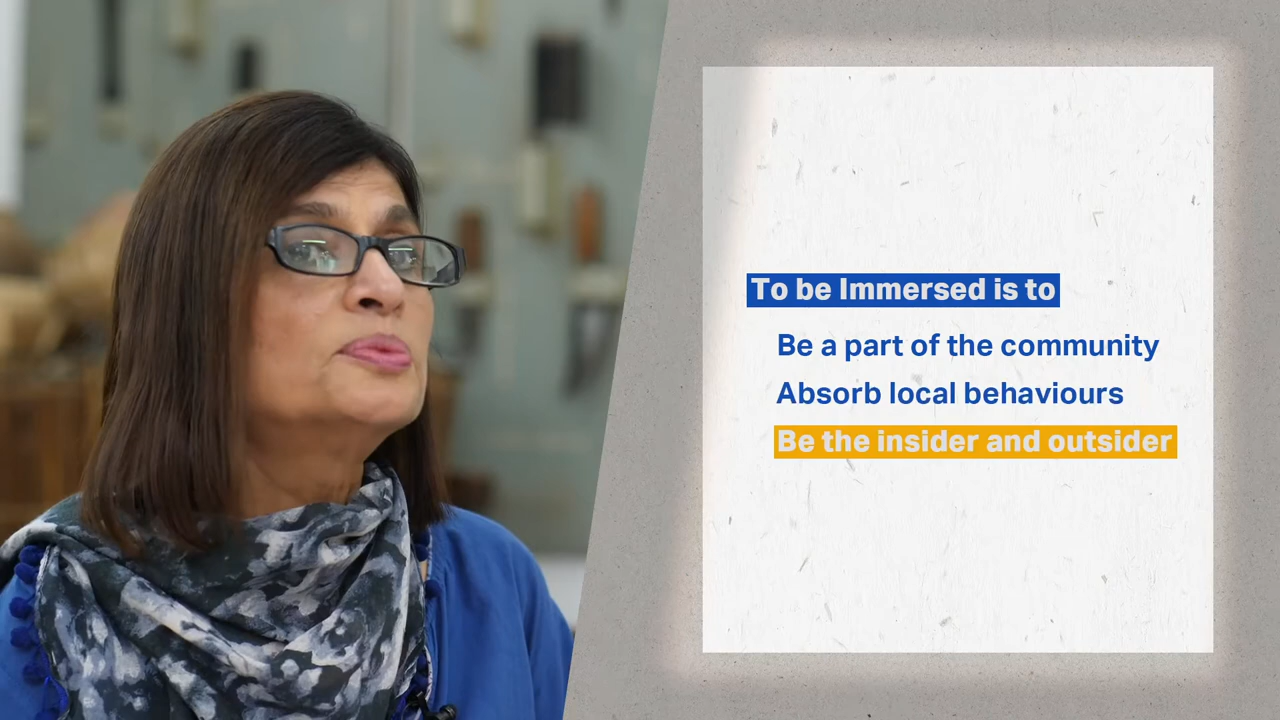 To be Immersed is to
Be a part of the community
Absorb local behaviours
Be the insider and outsider